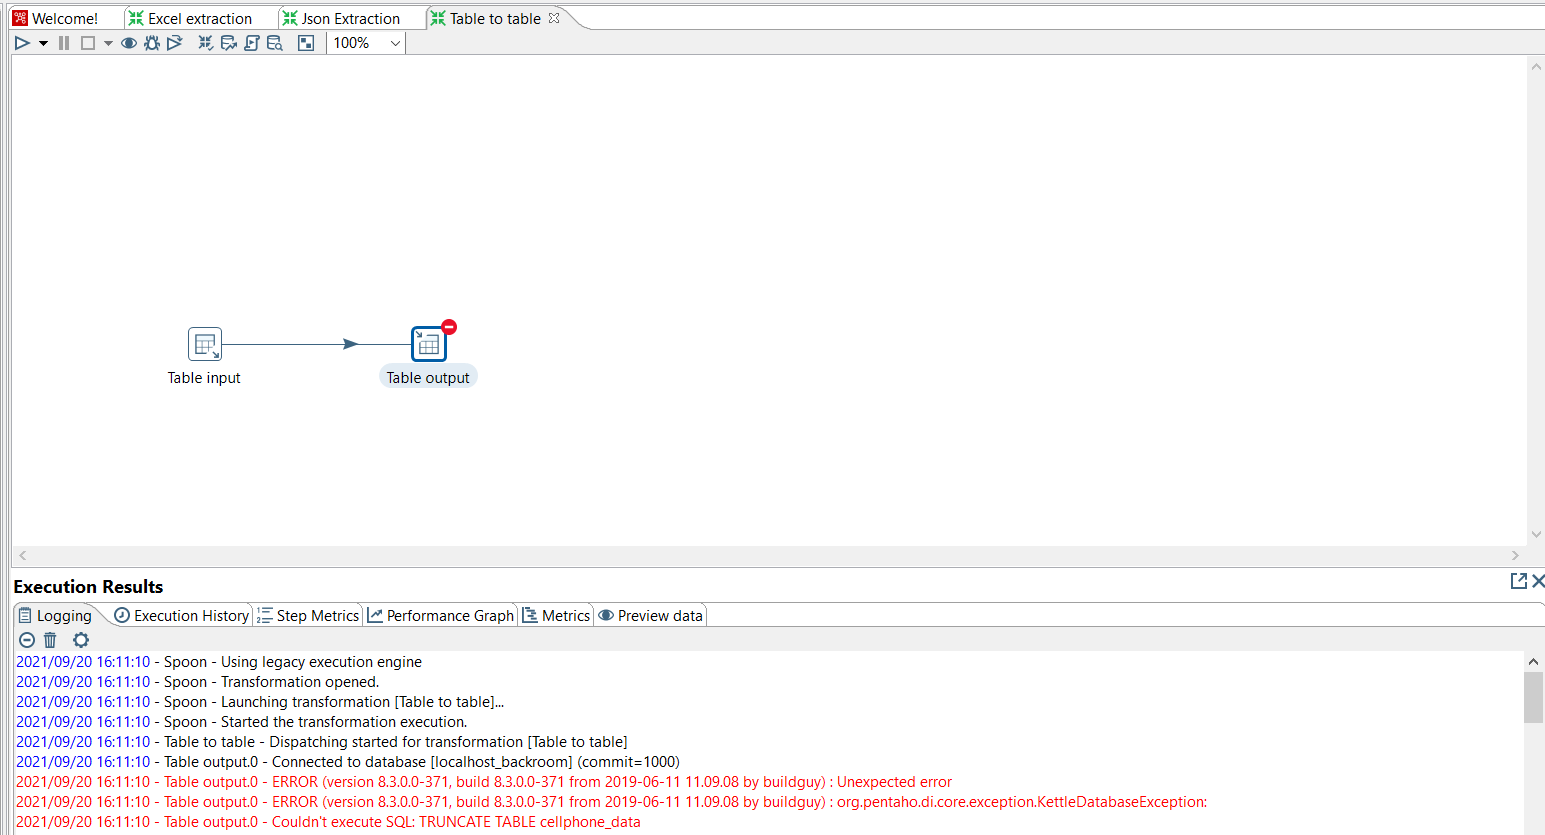 Welcome! Excel extraction Json Extraction Table to table
100%
Table input Table output
Execution Results
Logging Execution History Step Metrics Performance Graph Metrics Preview data
2021/09/20 16:11:10 - Spoon - Using legacy execution engine
2021/09/20 16:11:10 - Spoon - Transformation opened.
2021/09/20 16:11:10 - Spoon - Launching transformation [Table to table]...
2021/09/20 16:11:10 - Spoon - Started the transformation execution.
2021/09/20 16:11:10 - Table to table - Dispatching started for transformation [Table to table]
2021/09/20 16:11:10 - Table output.0 - Connected to database [localhost_backroom] (commit=1000)
2021/09/20 16:11:10 - Table output.0 - ERROR (version 8.3.0.0-371, build 8.3.0.0-371 from 2019-06-11 11.09.08 by buildguy) : Unexpected error
2021/09/20 16:11:10 - Table output.0 - ERROR (version 8.3.0.0-371, build 8.3.0.0-371 from 2019-06-11 11.09.08 by buildguy) : org.pentaho.di.core.exception.KettleDatabaseException:
2021/09/20 16:11:10 - Table output.0 - Couldn't execute SQL: TRUNCATE TABLE cellphone_data